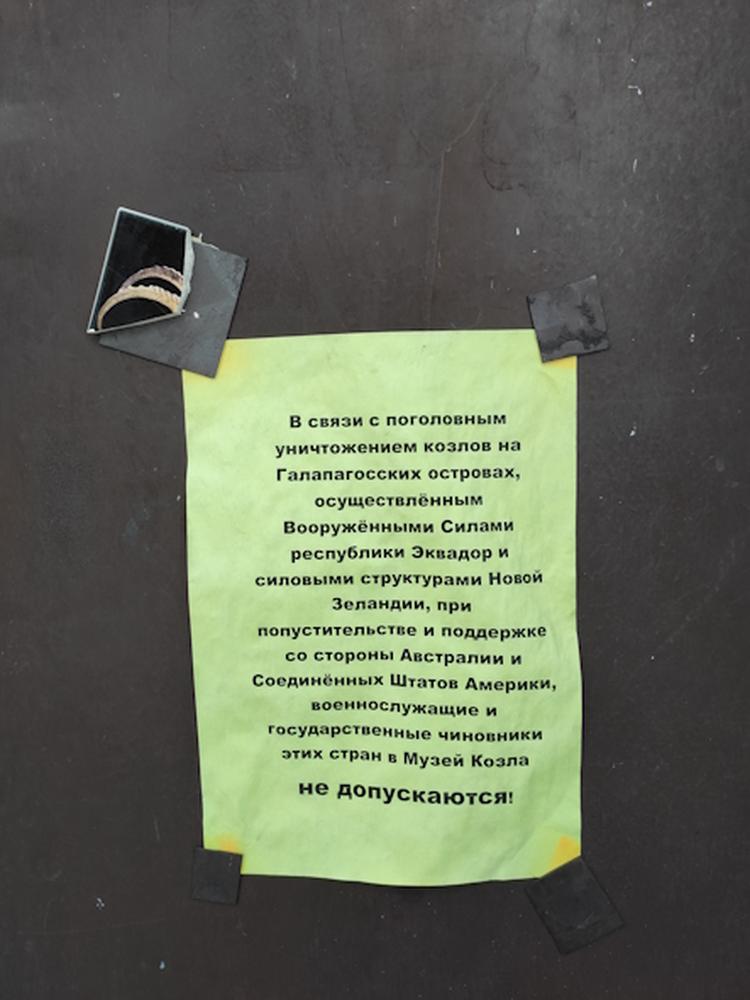 В связи с поголовным
уничтожением козлов на
Галапагосских островах,
осуществлённым
Вооружёнными Силами
республики Эквадор и
силовыми структурами Новой
Зеландии, при
попустительстве и поддержке
со стороны Австралии и
Соединённых Штатов Америки,
военнослужащие и
государственные чиновники
этих стран в Музей Козла
не допускаются!